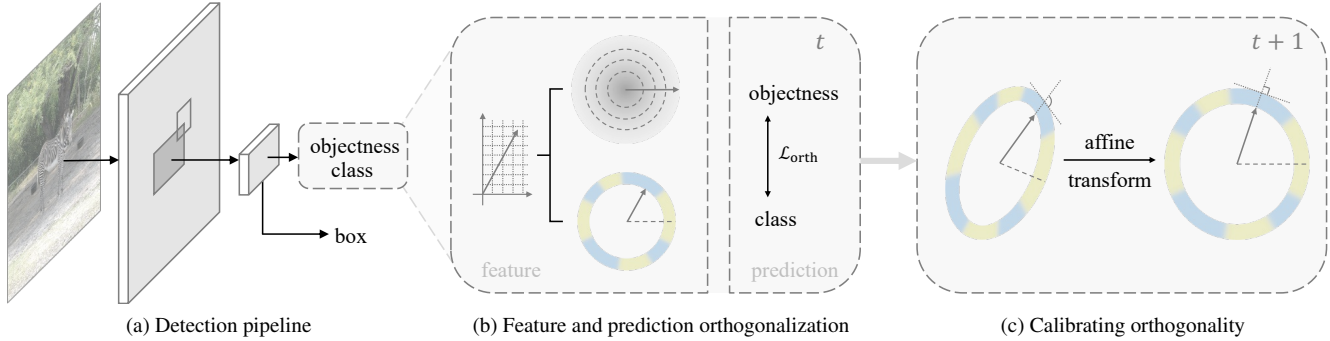 objectness
class
box
feature
t
objectness
ℒorth
class
prediction
t + 1
affine
transform
(a) Detection pipeline
(b) Feature and prediction orthogonalization
(c) Calibrating orthogonality